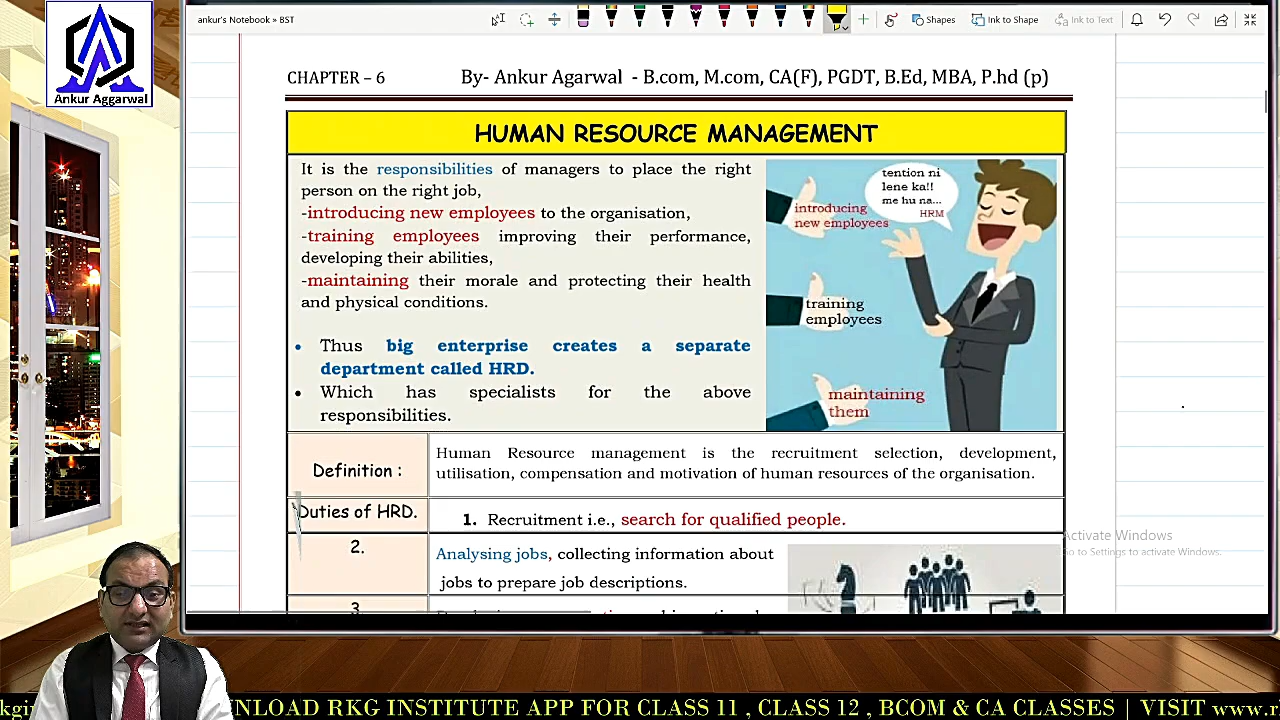 ankur's Notebook » BST
Shapes
Ink to Shape
Ink to Text
Ankur Aggarwal
CHAPTER – 6
By- Ankur Agarwal - B.com, M.com, CA(F), PGDT, B.Ed, MBA, P.hd (p)
HUMAN RESOURCE MANAGEMENT
It is the responsibilities of managers to place the right
person on the right job,
-introducing new employees to the organisation,
-training employees improving their performance,
developing their abilities,
-maintaining their morale and protecting their health
and physical conditions.
• Thus big enterprise creates a separate
department called HRD.
• Which has specialists for the above
responsibilities.
tention ni
lene ka!!
me hu na...
HRM
introducing
new employees
training
employees
maintaining
them
Definition :
Human Resource management is the recruitment selection, development,
utilisation, compensation and motivation of human resources of the organisation.
Duties of HRD.
1. Recruitment i.e., search for qualified people.
2.
Analysing jobs, collecting information about
jobs to prepare job descriptions.
3
Activate Windows
Go to Settings to activate Windows.
NLOAD RKG INSTITUTE APP FOR CLASS 11 , CLASS 12 , BCOM & CA CLASSES | VISIT www.r